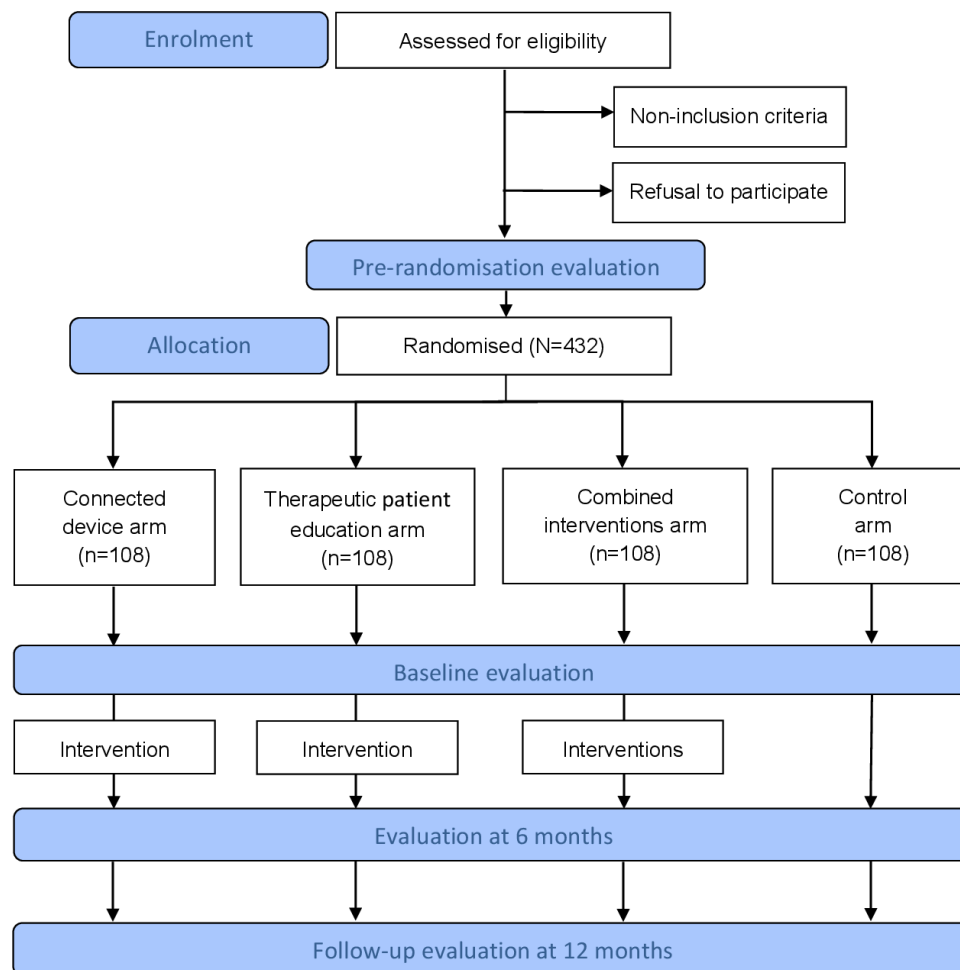 Enrolment
Assessed for eligibility
Non-inclusion criteria
Refusal to participate
Pre-randomisation evaluation
Allocation
Randomised (N=432)
Connected
device arm
(n=108)
Therapeutic patient
education arm
(n=108)
Combined
interventions arm
(n=108)
Control
arm
(n=108)
Baseline evaluation
Intervention
Intervention
Interventions
Evaluation at 6 months
Follow-up evaluation at 12 months